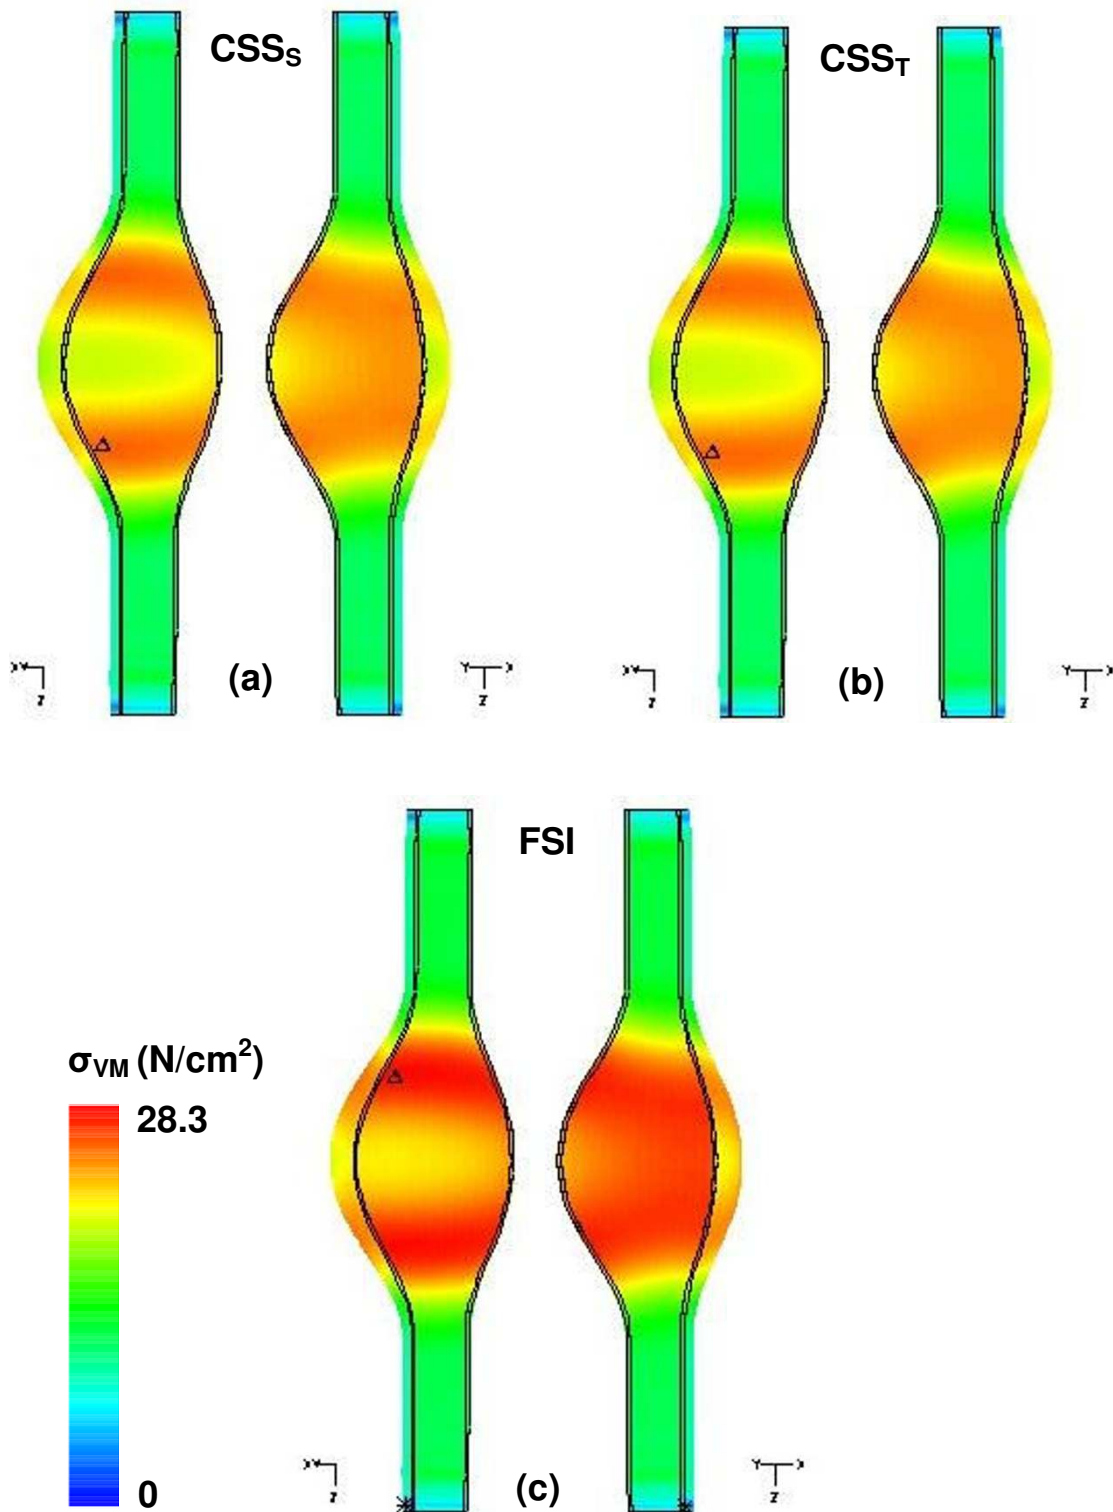 CSSS
CSST
X Y
Z
(a)
Y X
Z
X Y
Z
(b)
Y X
Z
FSI
σVM (N/cm2)
28.3
0
X Y
Z
(c)
Y X
Z